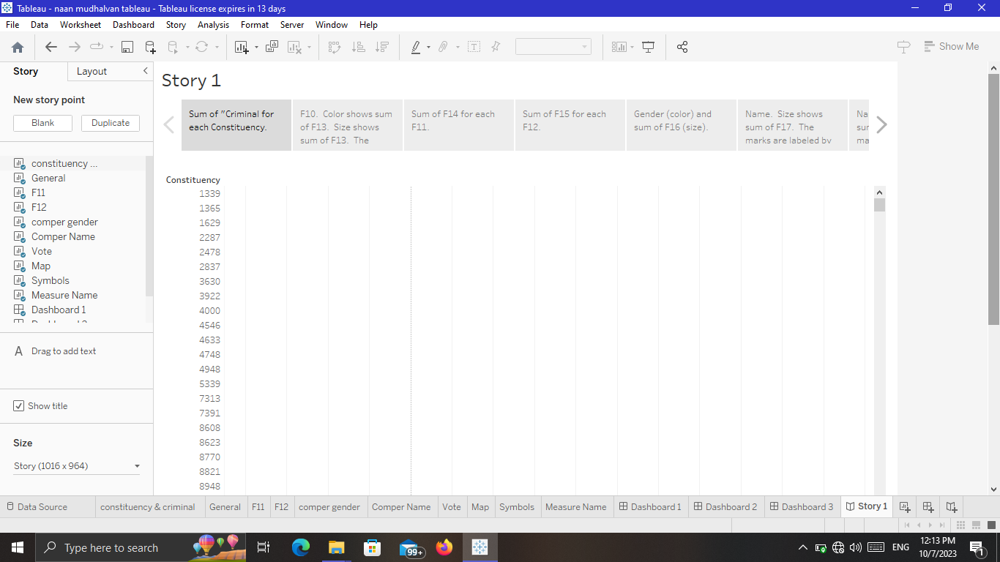 Tableau - naan mudhalvan tableau - Tableau license expires in 13 days
File Data Worksheet Dashboard Story Analysis Format Server Window Help
Show Me
Story Layout
New story point
Blank Duplicate
constituency ...
General
F11
F12
comper gender
Comper Name
Vote
Map
Symbols
Measure Name
Dashboard 1
A Drag to add text
Show title
Size
Story (1016 x 964)
Story 1
Sum of "Criminal for
each Constituency.
F10. Color shows sum
of F13. Size shows
sum of F13. The
Sum of F14 for each
F11.
Sum of F15 for each
F12.
Gender (color) and
sum of F16 (size).
Name. Size shows
sum of F17. The
marks are labeled by
Na
sur
ma
Constituency
1339
1365
1629
2287
2478
2837
3630
3922
4000
4546
4633
4748
4948
5339
7313
7391
8608
8623
8770
8821
8948
Data Source constituency & criminal General F11 F12 comper gender Comper Name Vote Map Symbols Measure Name Dashboard 1 Dashboard 2 Dashboard 3 Story 1
Type here to search
99+
ENG
12:13 PM
10/7/2023
1